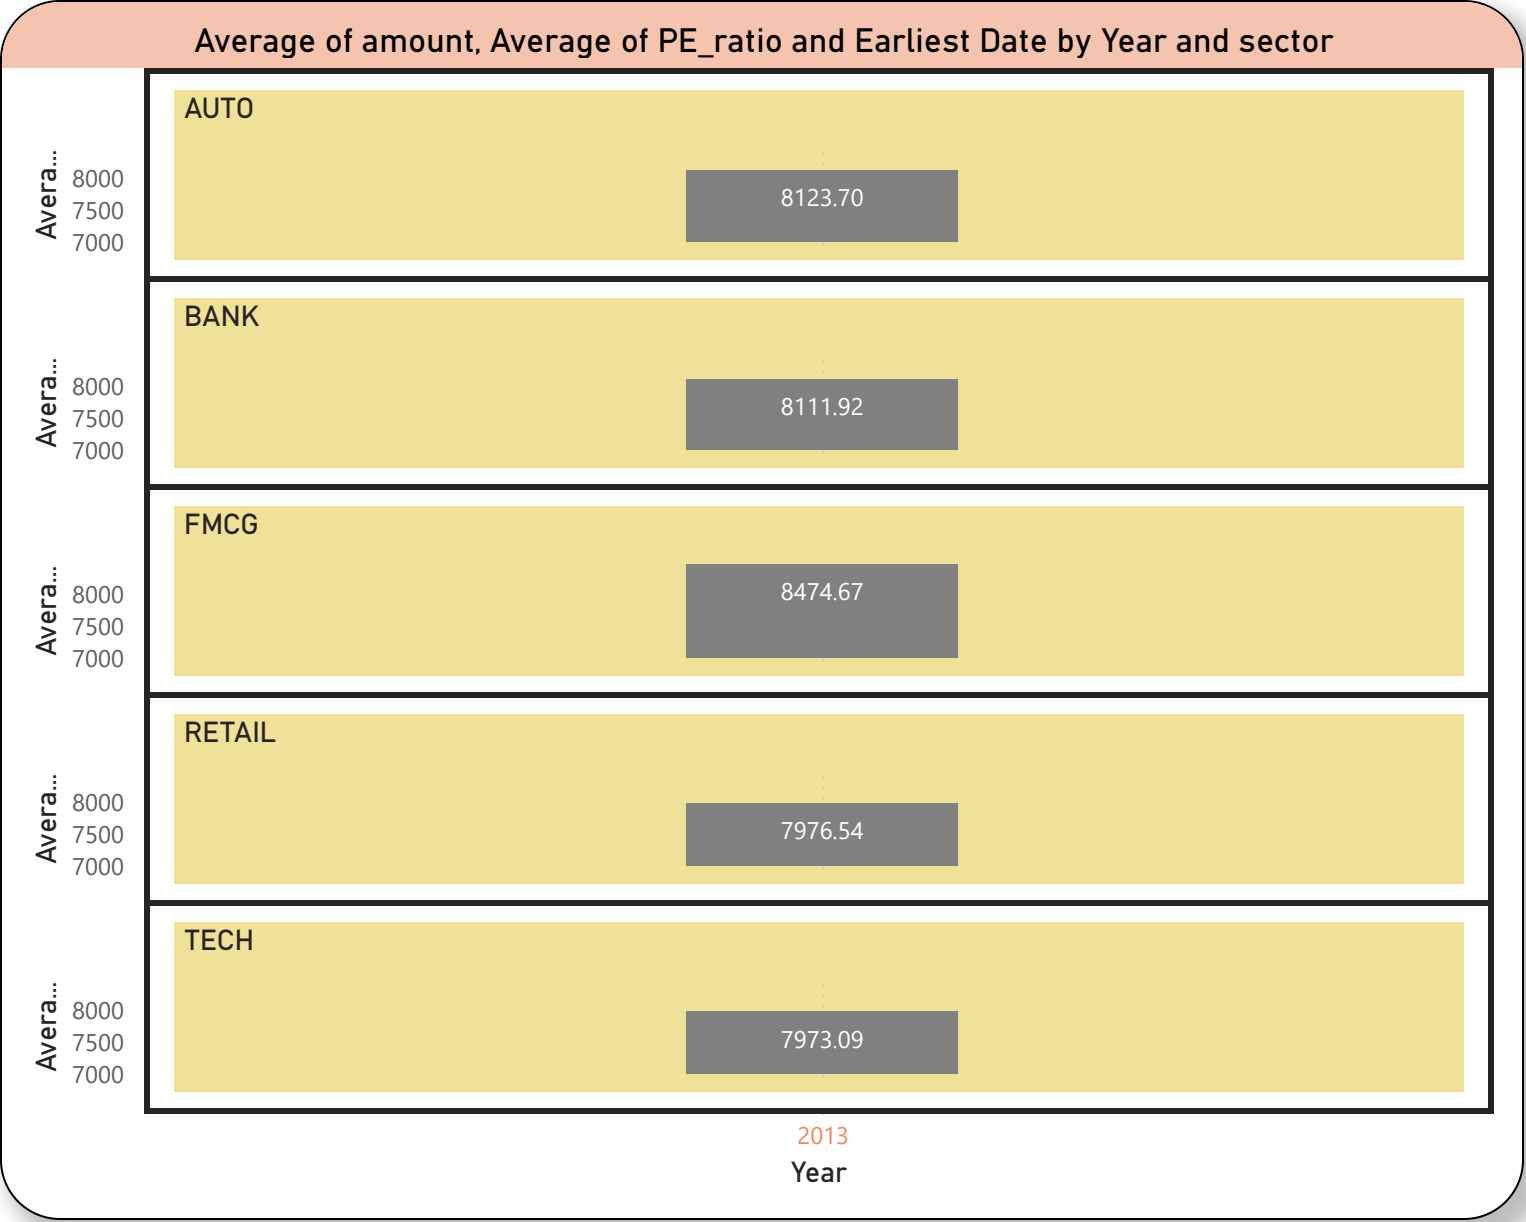 Average of amount, Average of PE_ratio and Earliest Date by Year and sector
AUTO
Avera...
8000
7500
7000
8123.70
BANK
Avera...
8000
7500
7000
8111.92
FMCG
Avera...
8000
7500
7000
8474.67
RETAIL
Avera...
8000
7500
7000
7976.54
TECH
Avera...
8000
7500
7000
7973.09
2013
Year